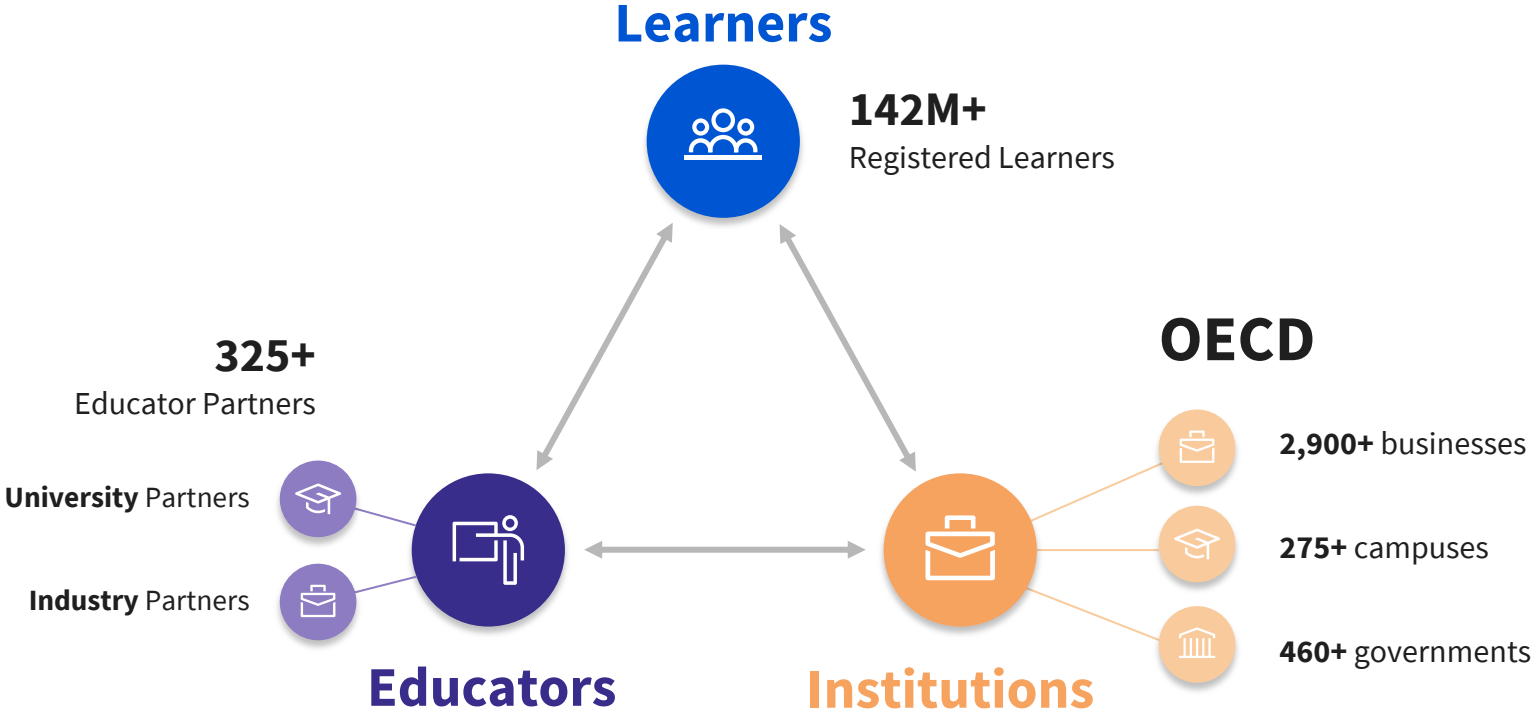 Learners
142M+
Registered Learners
325+
Educator Partners
University Partners
Industry Partners
Educators
OECD
2,900+ businesses
275+ campuses
460+ governments
Institutions